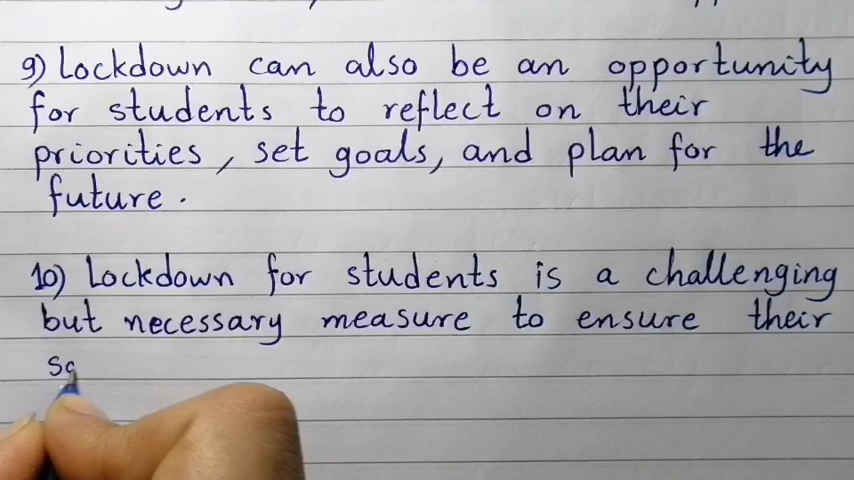 9) Lockdown can also be an opportunity
for students to reflect on their
priorities, set goals, and plan for the
future.
10) Lockdown for students is a challenging
but necessary measure to ensure their
sa